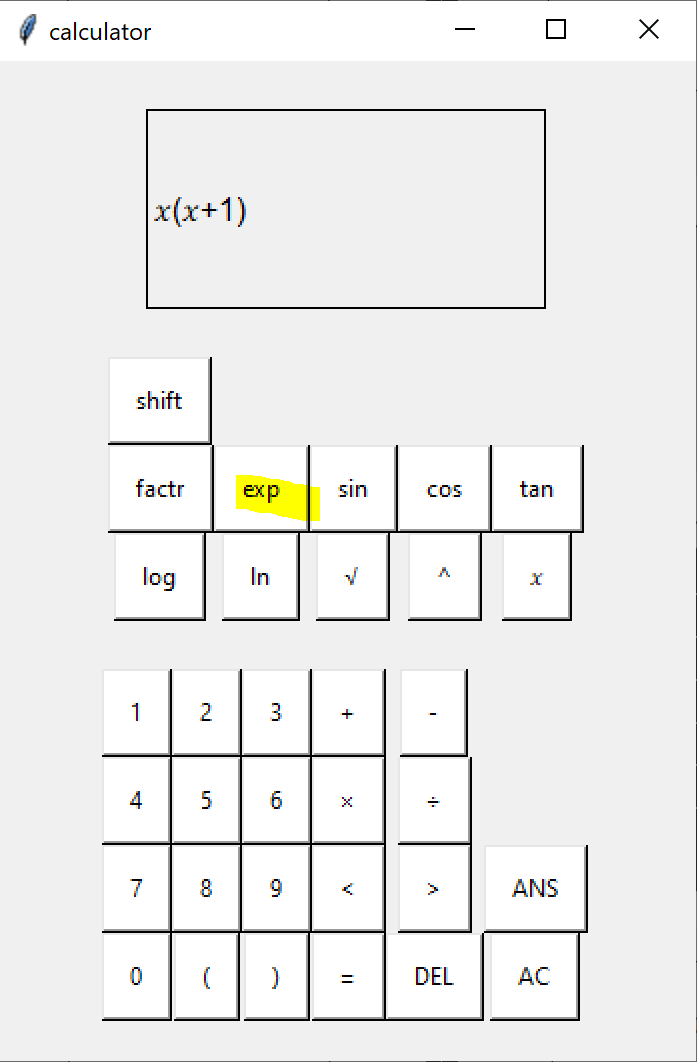 calculator
𝑥(𝑥+1)
shift
factr exp sin cos tan
log ln √ ^ 𝑥
1 2 3 + -
4 5 6 × ÷
7 8 9 < > ANS
0 ( ) = DEL AC